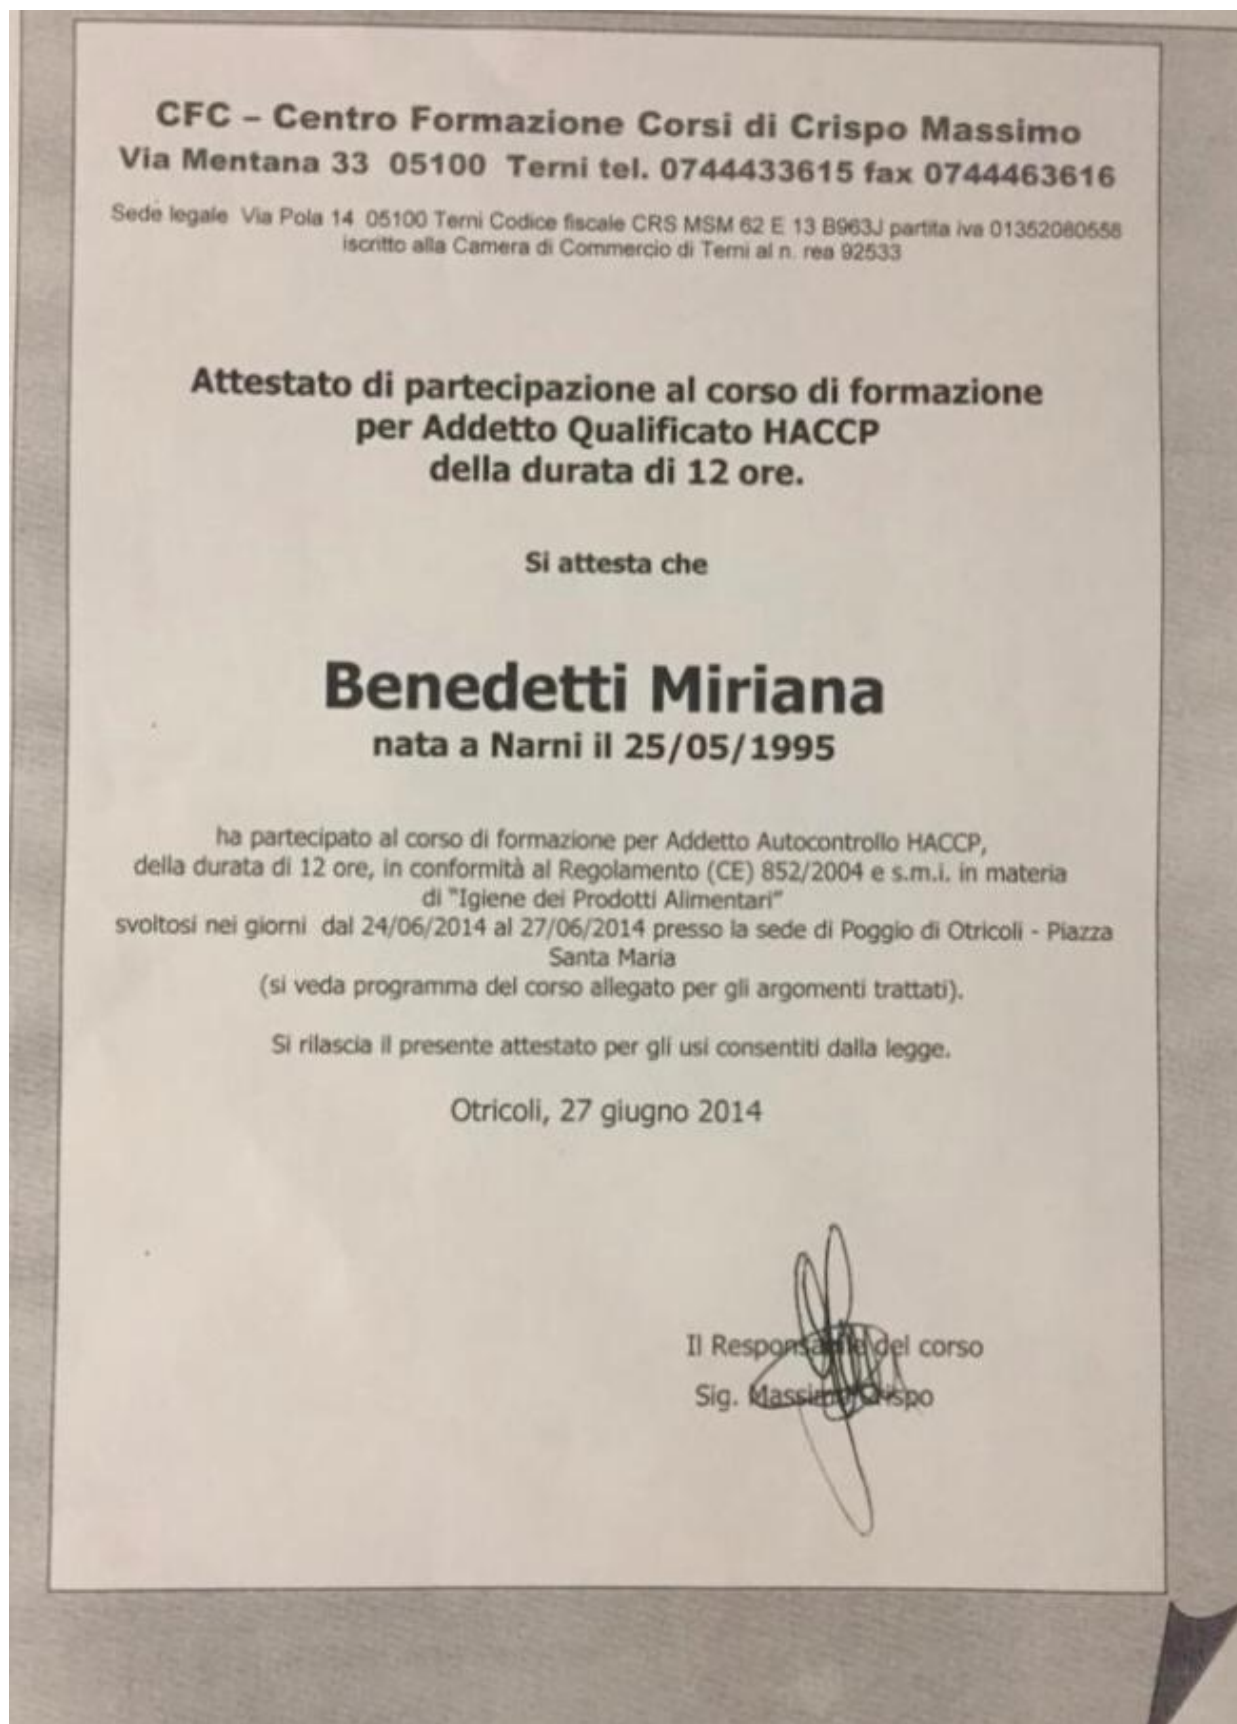 CFC – Centro Formazione Corsi di Crispo Massimo
Via Mentana 33 05100 Terni tel. 0744433615 fax 0744463616
Sede legale Via Pola 14 05100 Terni Codice fiscale CRS MSM 62 E 13 B963J partita iva 01352080558
iscritto alla Camera di Commercio di Terni al n. rea 92533
Attestato di partecipazione al corso di formazione
per Addetto Qualificato HACCP
della durata di 12 ore.
Si attesta che
Benedetti Miriana
nata a Narni il 25/05/1995
ha partecipato al corso di formazione per Addetto Autocontrollo HACCP,
della durata di 12 ore, in conformità al Regolamento (CE) 852/2004 e s.m.i. in materia
di "Igiene dei Prodotti Alimentari"
svoltosi nei giorni dal 24/06/2014 al 27/06/2014 presso la sede di Poggio di Otricoli - Piazza
Santa Maria
(si veda programma del corso allegato per gli argomenti trattati).
Si rilascia il presente attestato per gli usi consentiti dalla legge.
Otricoli, 27 giugno 2014
Il Responsabile del corso
Sig. Massimo Crispo